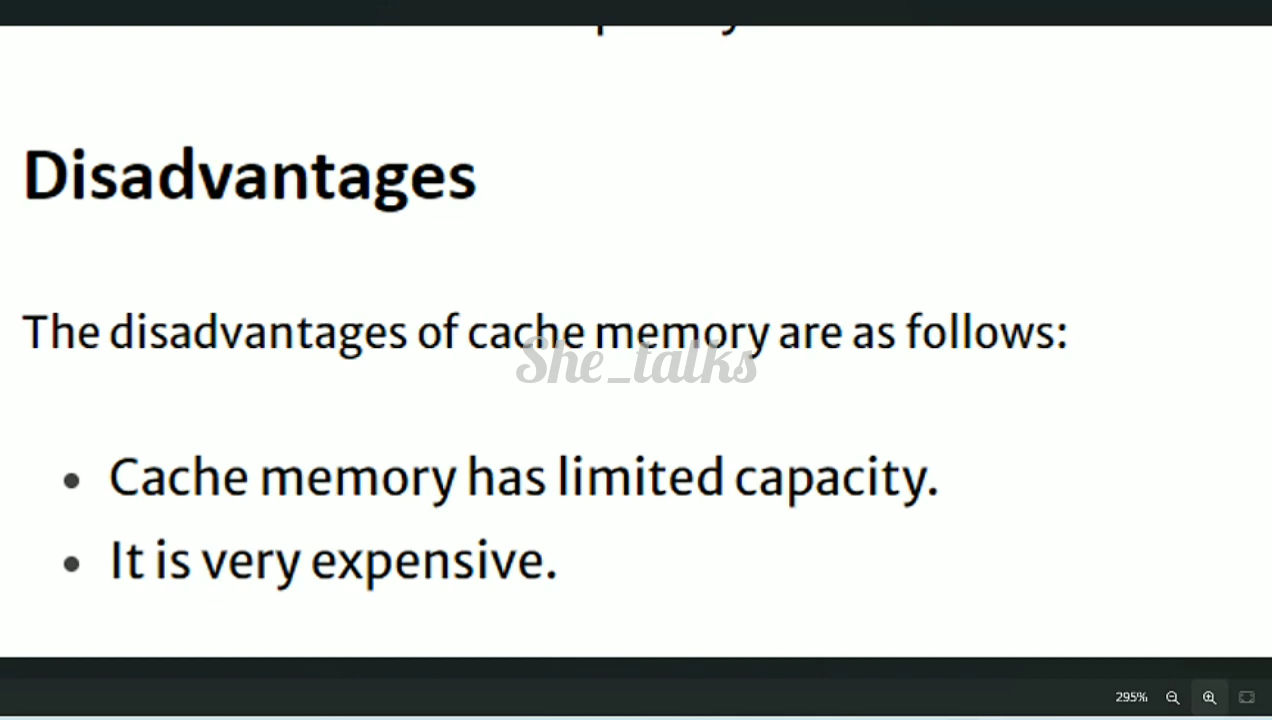 Disadvantages
The disadvantages of cache memory are as follows:
She_talks
• Cache memory has limited capacity.
• It is very expensive.
295%